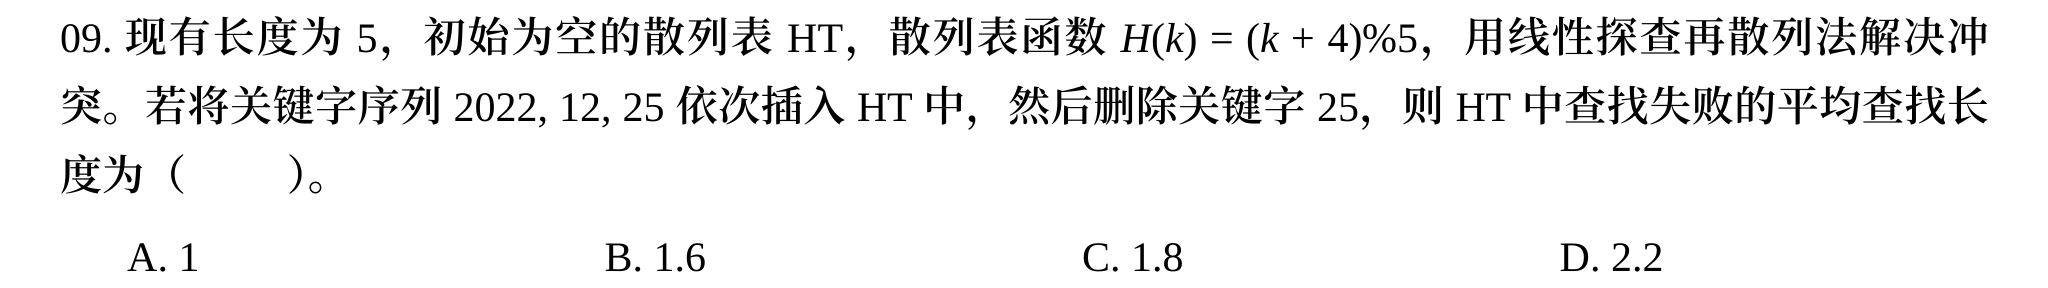 09. 现有长度为 5，初始为空的散列表 HT，散列表函数 H(k) = (k + 4)%5，用线性探查再散列法解决冲
突。若将关键字序列 2022, 12, 25 依次插入 HT 中，然后删除关键字 25，则 HT 中查找失败的平均查找长
度为（　　）。
A. 1 B. 1.6 C. 1.8 D. 2.2